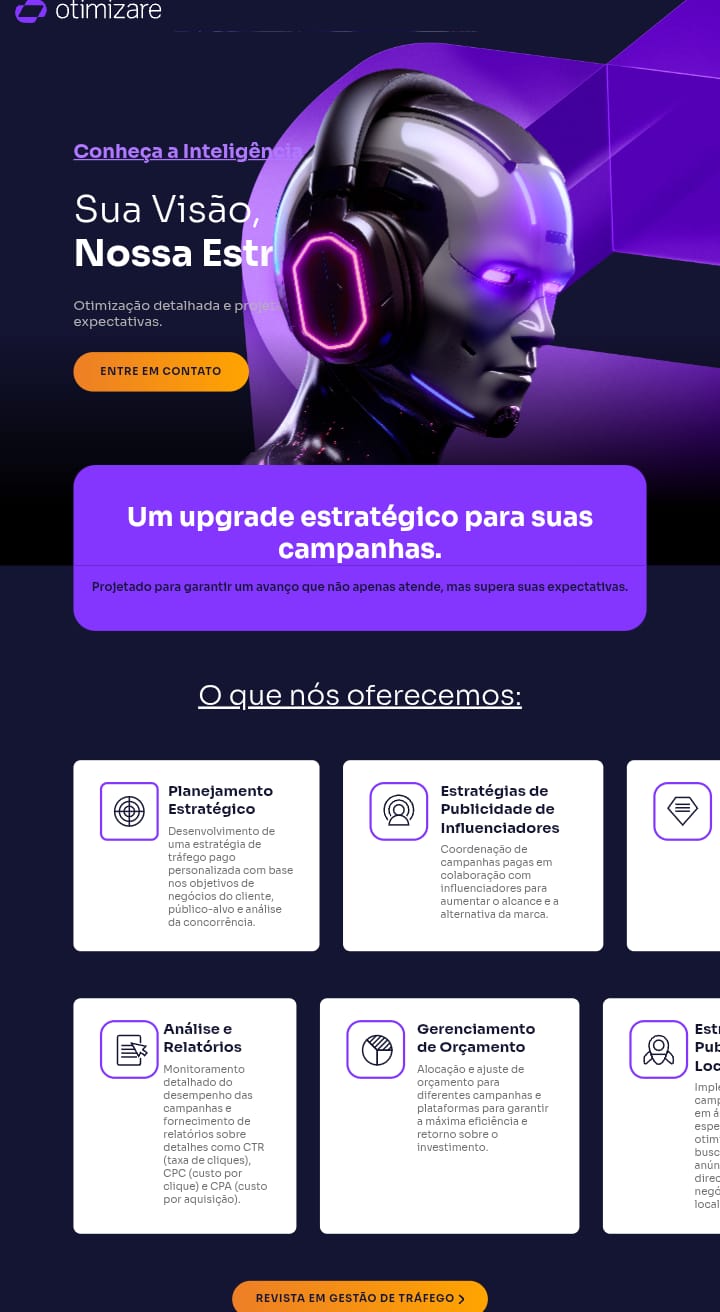 otimizare
Conheça a Inteligência
Sua Visão,
Nossa Estr
Otimização detalhada e projet
expectativas.
ENTRE EM CONTATO
Um upgrade estratégico para suas
campanhas.
Projetado para garantir um avanço que não apenas atende, mas supera suas expectativas.
O que nós oferecemos:
Planejamento
Estratégico
Desenvolvimento de
uma estratégia de
tráfego pago
personalizada com base
nos objetivos de
negócios do cliente,
público-alvo e análise
da concorrência.
Estratégias de
Publicidade de
Influenciadores
Coordenação de
campanhas pagas em
colaboração com
influenciadores para
aumentar o alcance e a
alternativa da marca.
Análise e
Relatórios
Monitoramento
detalhado do
desempenho das
campanhas e
fornecimento de
relatórios sobre
detalhes como CTR
(taxa de cliques),
CPC (custo por
clique) e CPA (custo
por aquisição).
Gerenciamento
de Orçamento
Alocação e ajuste de
orçamento para
diferentes campanhas e
plataformas para garantir
a máxima eficiência e
retorno sobre o
investimento.
Estr
Pub
Loc
Imple
camp
em á
espe
otim
busc
anún
direc
negó
local
REVISTA EM GESTÃO DE TRÁFEGO